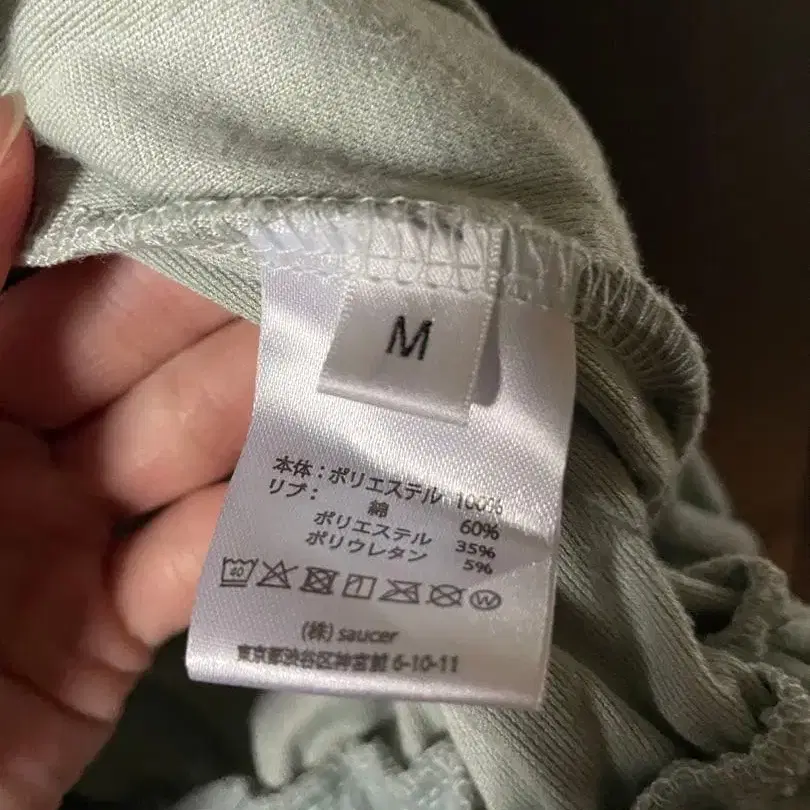 M
本体:ポリエステル 100%
リブ:
綿 60%
ポリエステル 35%
ポリウレタン 5%
40 W
(株) saucer
東京都渋谷区神宮前 6-10-11